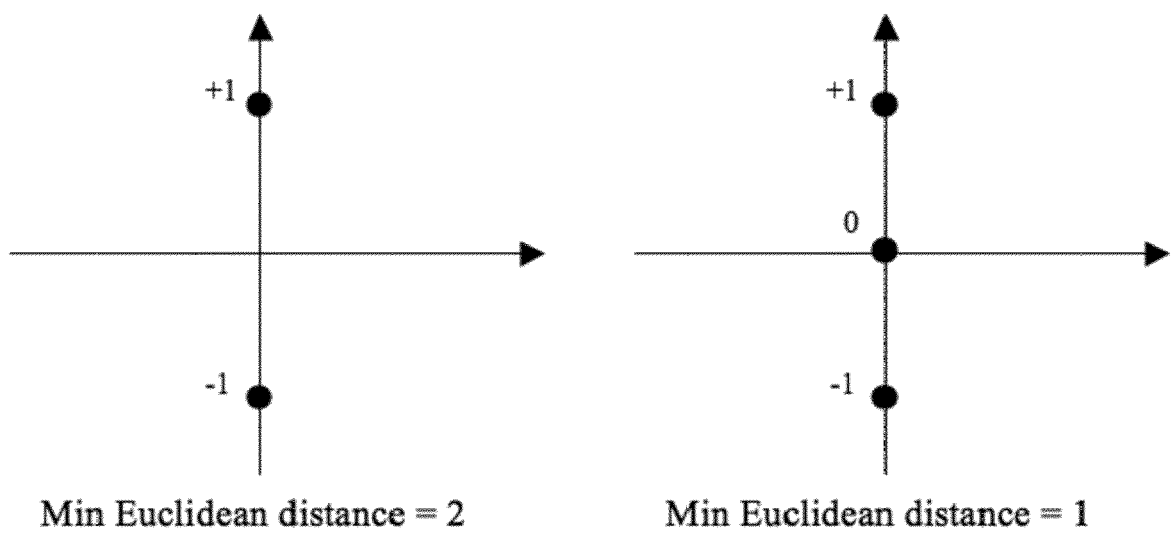 +1
+1
0
-1
-1
Min Euclidean distance = 2
Min Euclidean distance = 1